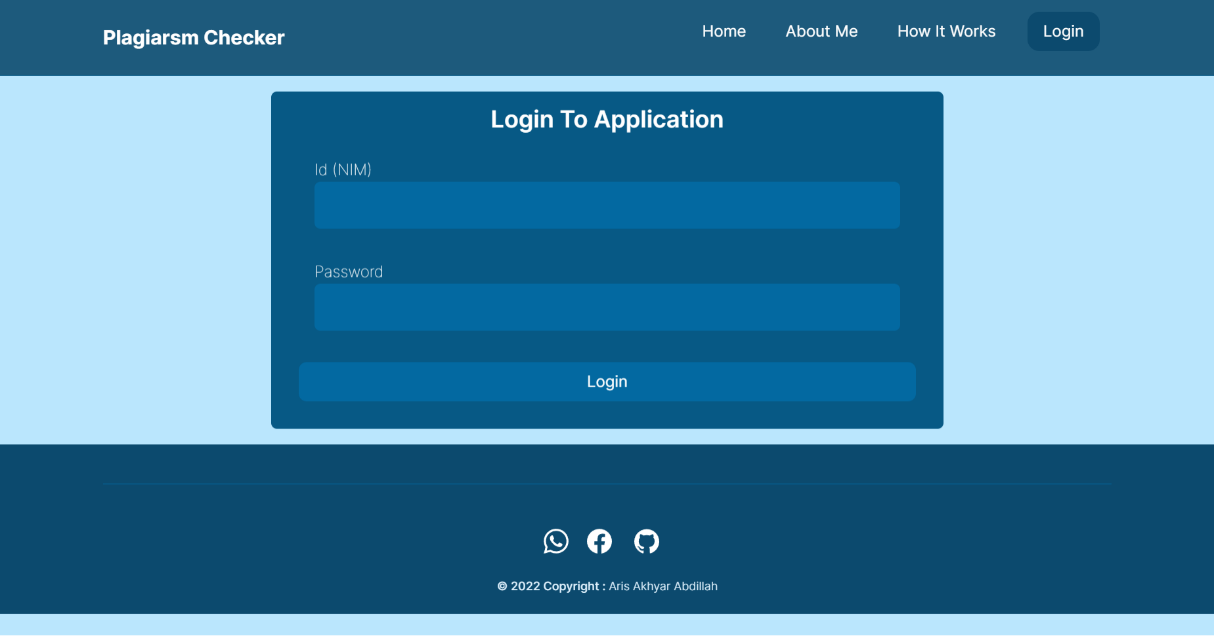 Plagiarsm Checker
Home About Me How It Works Login
Login To Application
Id (NIM)
Password
Login
© 2022 Copyright : Aris Akhyar Abdillah